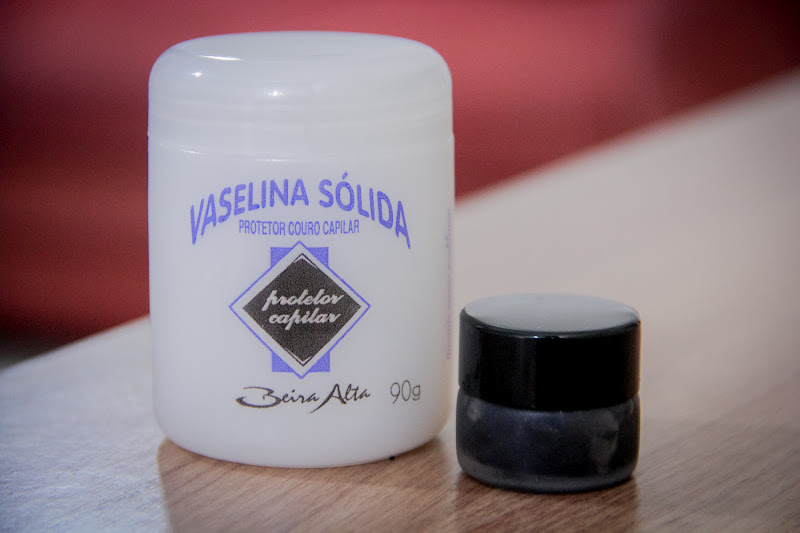 VASELINA SÓLIDA
PROTETOR COURO CAPILAR
protetor
capilar
Beira Alta 90g